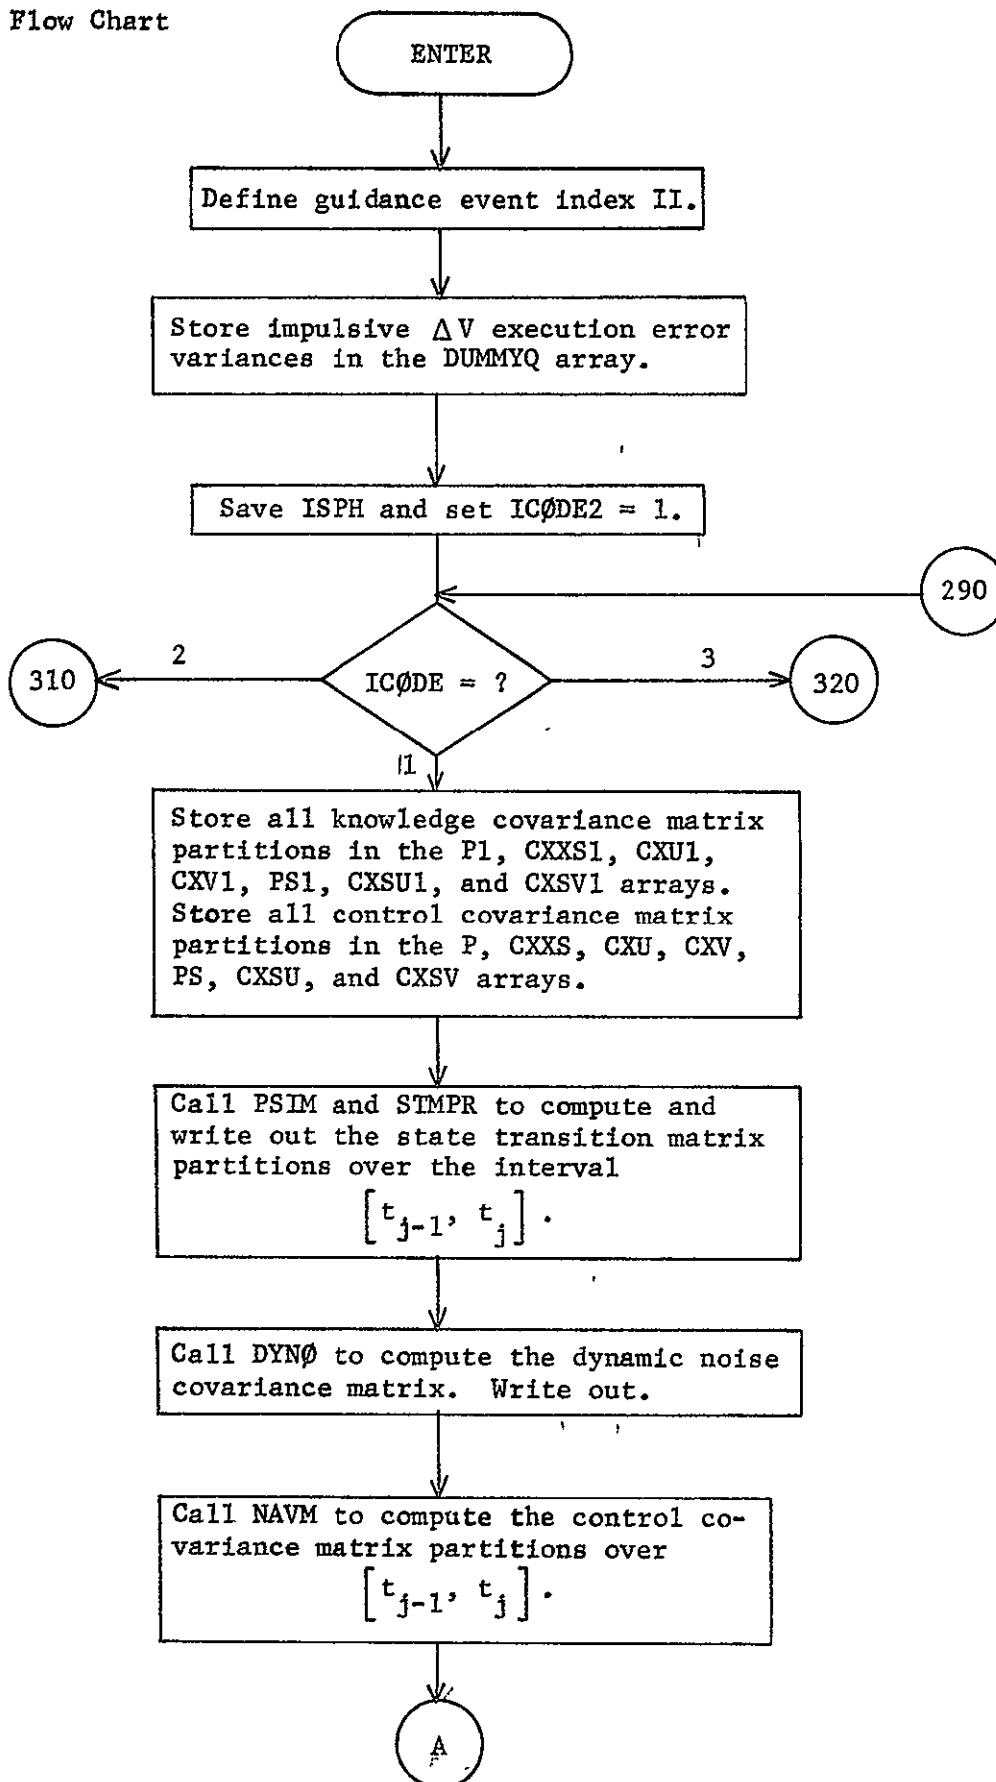 Flow Chart
ENTER
Define guidance event index II.
Store impulsive ΔV execution error
variances in the DUMMYQ array.
Save ISPH and set ICØDE2 = 1.
290
310
2
ICØDE = ?
3
320
1
Store all knowledge covariance matrix
partitions in the P1, CXXS1, CXU1,
CXV1, PS1, CXSU1, and CXSV1 arrays.
Store all control covariance matrix
partitions in the P, CXXS, CXU, CXV,
PS, CXSU, and CXSV arrays.
Call PSIM and STMPR to compute and
write out the state transition matrix
partitions over the interval
[t_{j-1}, t_j] .
Call DYNØ to compute the dynamic noise
covariance matrix. Write out.
Call NAVM to compute the control co-
variance matrix partitions over
[t_{j-1}, t_j] .
A